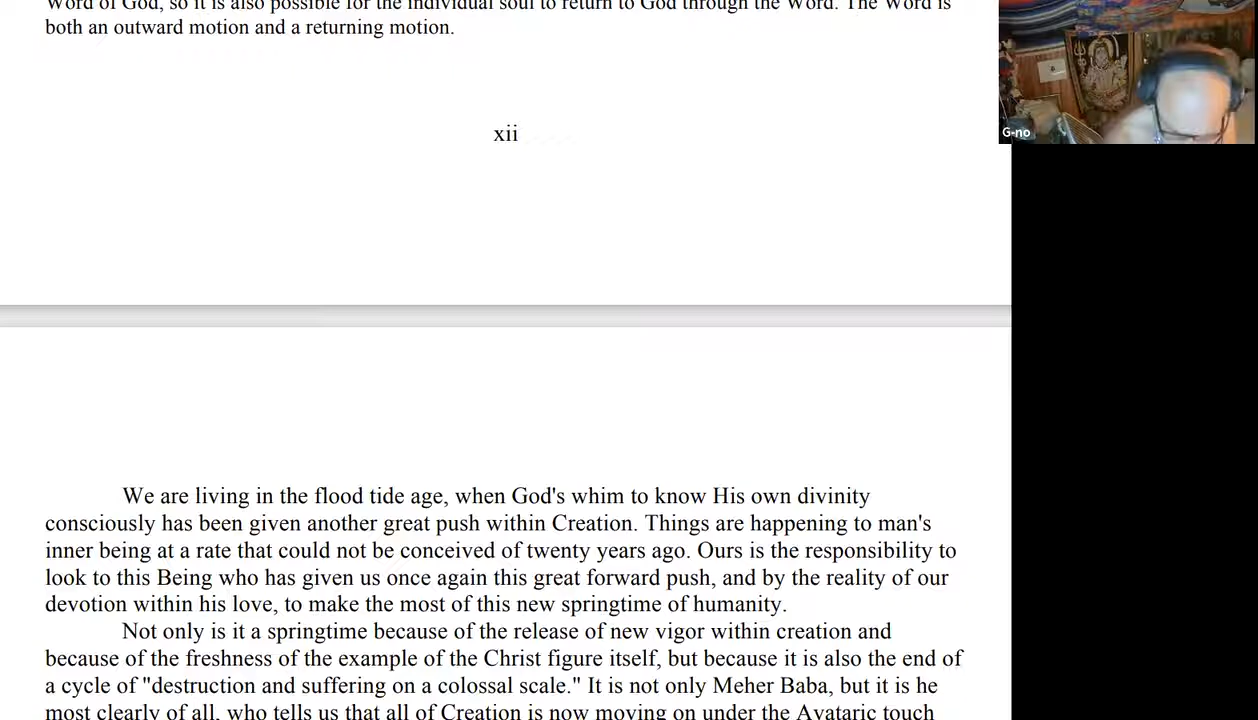 Word of God, so it is also possible for the individual soul to return to God through the Word. The Word is
both an outward motion and a returning motion.
xii
G-no
We are living in the flood tide age, when God's whim to know His own divinity
consciously has been given another great push within Creation. Things are happening to man's
inner being at a rate that could not be conceived of twenty years ago. Ours is the responsibility to
look to this Being who has given us once again this great forward push, and by the reality of our
devotion within his love, to make the most of this new springtime of humanity.
Not only is it a springtime because of the release of new vigor within creation and
because of the freshness of the example of the Christ figure itself, but because it is also the end of
a cycle of "destruction and suffering on a colossal scale." It is not only Meher Baba, but it is he
most clearly of all, who tells us that all of Creation is now moving on under the Avataric touch